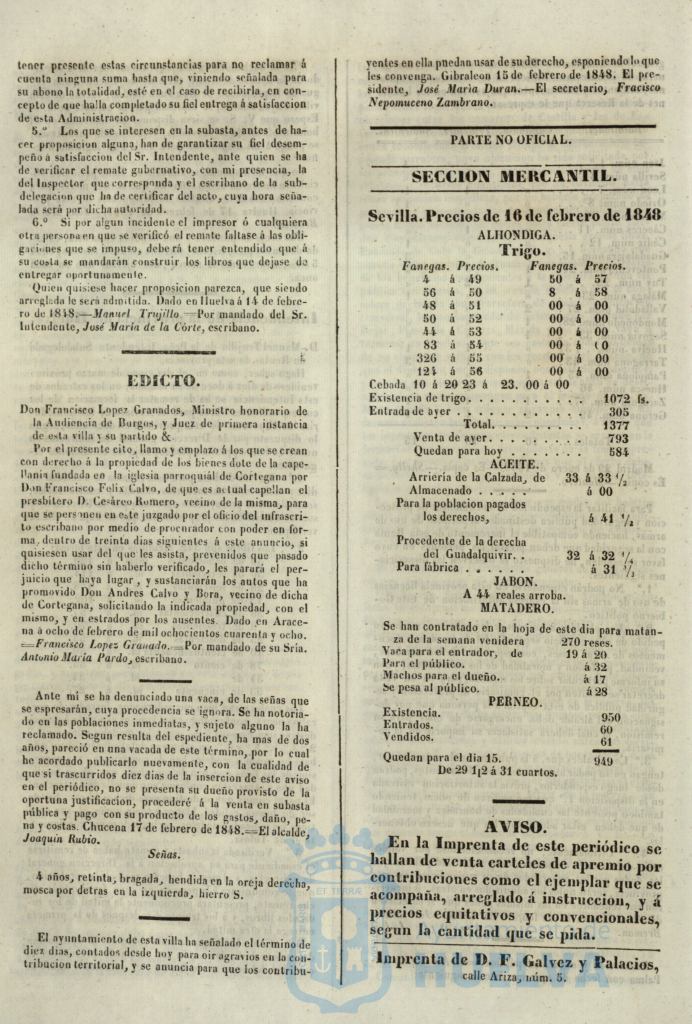 tener presente estas circunstancias para no reclamar á
cuenta ninguna suma hasta que, viniendo señalada para
su abono la totalidad, esté en el caso de recibirla, en con-
cepto de que halla completado su fiel entrega á satisfaccion
de esta Administracion.
5.º Los que se interesen en la subasta, antes de ha-
cer proposicion alguna, han de garantizar su fiel desem-
peño á satisfaccion del Sr. Intendente, ante quien se ha
de verificar el remate gubernativo, con mi presencia, la
del Inspector que corresponda y el escribano de la sub-
delegacion que ha de certificar del acto, cuya hora seña-
lada será por dicha autoridad.
6.º Si por algun incidente el impresor ó cualquiera
otra persona en que se verificó el remate faltase á las obli-
gaciones que se impuso, deberá tener entendido que á
su costa se mandarán construir los libros que dejase de
entregar oportunamente.
Quien quisiese hacer proposicion parezca, que siendo
arreglada le será admitida. Dado en Huelva á 14 de febre-
ro de 1848.—Manuel Trujillo.—Por mandado del Sr.
Intendente, José Maria de la Córte, escribano.
EDICTO.
Don Francisco Lopez Granados, Ministro honorario de
la Audiencia de Burgos, y Juez de primera instancia
de esta villa y su partido &
Por el presente cito, llamo y emplazo á los que se crean
con derecho á la propiedad de los bienes dote de la cape-
llania fundada en la iglesia parroquiál de Cortegana por
Don Francisco Felix Calvo, de que es actual capellan el
presbitero D. Cesáreo Romero, vecino de la misma, para
que se personen en este juzgado por el oficio del infrascri-
to escribano por medio de procurador con poder en for-
ma, dentro de treinta dias siguientes á este anuncio, si
quisiesen usar del que les asista, prevenidos que pasado
dicho término sin haberlo verificado, les parará el per-
juicio que haya lugar, y sustanciarán los autos que ha
promovido Don Andres Calvo y Bora, vecino de dicha
de Cortegana, solicitando la indicada propiedad, con el
mismo, y en estrados por los ausentes. Dado en Arace-
na á ocho de febrero de mil ochocientos cuarenta y ocho.
=Francisco Lopez Granado.=Por mandado de su Sria.
Antonio Maria Pardo, escribano.
Ante mí se ha denunciado una vaca, de las señas que
se espresarán, cuya procedencia se ignora. Se ha notoria-
do en las poblaciones inmediatas, y sujeto alguno la ha
reclamado. Segun resulta del espediente, ha mas de dos
años, pareció en una vacada de este término, por lo cual
he acordado publicarlo nuevamente, con la cualidad de
que si trascurridos diez dias de la insercion de este aviso
en el periódico, no se presenta su dueño provisto de la
oportuna justificacion, procederé á la venta en subasta
pública y pago con su producto de los gastos, daño, pe-
na y costas. Chucena 17 de febrero de 1848.=El alcalde,
Joaquin Rubio.
Señas.
4 años, retinta, bragada, hendida en la oreja derecha,
mosca por detras en la izquierda, hierro S.
El ayuntamiento de esta villa ha señalado el término de
diez dias, contados desde hoy para oir agravios en la con-
tribucion territorial, y se anuncia para que los contribu-
yentes en ella puedan usar de su derecho, esponiendo lo que
les convenga. Gibraleon 15 de febrero de 1848. El pre-
sidente, José Maria Duran.—El secretario, Fracisco
Nepomuceno Zambrano.
PARTE NO OFICIAL.
SECCION MERCANTIL.
Sevilla. Precios de 16 de febrero de 1848
ALHONDIGA.
Trigo.
Fanegas. Precios. Fanegas. Precios.
4 á 49 50 á 57
56 á 50 8 á 58
48 á 51 00 á 00
50 á 52 00 á 00
44 á 53 00 á 00
83 á 54 00 á 00
326 á 55 00 á 00
124 á 56 00 á 00
Cebada 10 á 20 23 á 23. 00 á 00
Existencia de trigo. . . . . . . . . . . 1072 fs.
Entrada de ayer . . . . . . . . . . . 305
Total. . . . . . . . . . 1377
Venta de ayer. . . . . . . . . 793
Quedan para hoy . . . . . . . 584
ACEITE.
Arriería de la Calzada, de 33 á 33 1/2
Almacenado . . . . . á 00
Para la poblacion pagados
los derechos, á 41 1/2
Procedente de la derecha
del Guadalquivir. . 32 á 32 1/4
Para fábrica . . . . . . á 31 1/2
JABON.
A 44 reales arroba.
MATADERO.
Se han contratado en la hoja de este dia para matan-
za de la semana venidera 270 reses.
Vaca para el entrador, de 19 á 20
Para el público. á 32
Machos para el dueño. á 17
Se pesa al público. á 28
PERNEO.
Existencia. 950
Entrados. 60
Vendidos. 61
Quedan para el dia 15. 949
De 29 1|2 á 31 cuartos.
AVISO.
En la Imprenta de este periódico se
hallan de venta carteles de apremio por
contribuciones como el ejemplar que se
acompaña, arreglado á instruccion, y á
precios equitativos y convencionales,
segun la cantidad que se pida.
Imprenta de D. F. Galvez y Palacios,
calle Ariza, núm. 5.